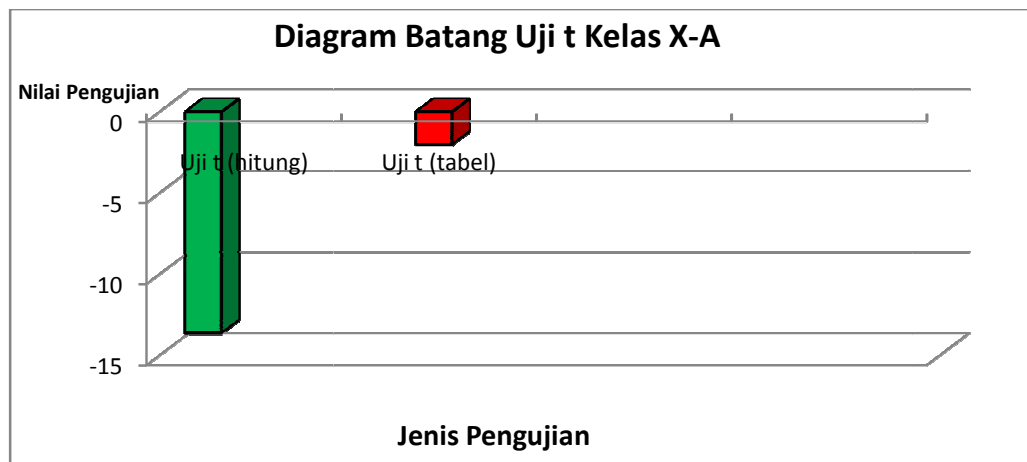 Diagram Batang Uji t Kelas X-A
Nilai Pengujian
0
Uji t (hitung)
Uji t (tabel)
-5
-10
-15
Jenis Pengujian